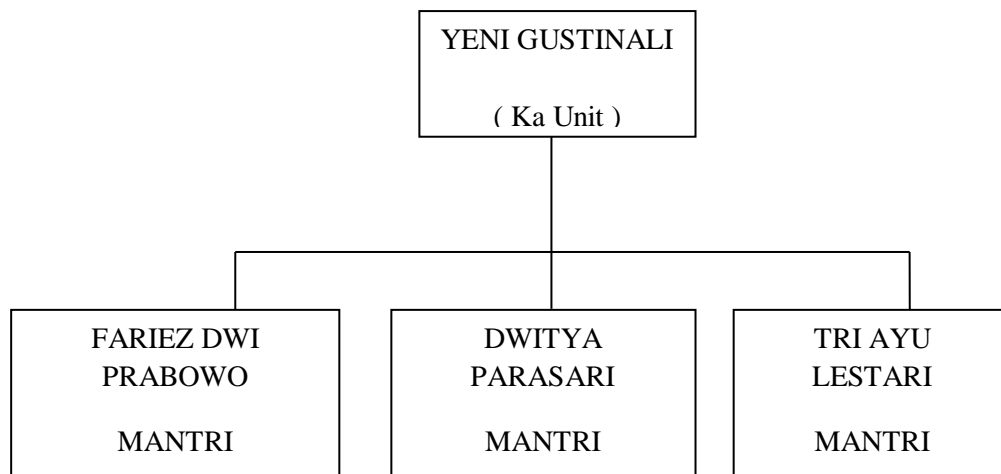 YENI GUSTINALI
( Ka Unit )
FARIEZ DWI
PRABOWO
MANTRI
DWITYA
PARASARI
MANTRI
TRI AYU
LESTARI
MANTRI